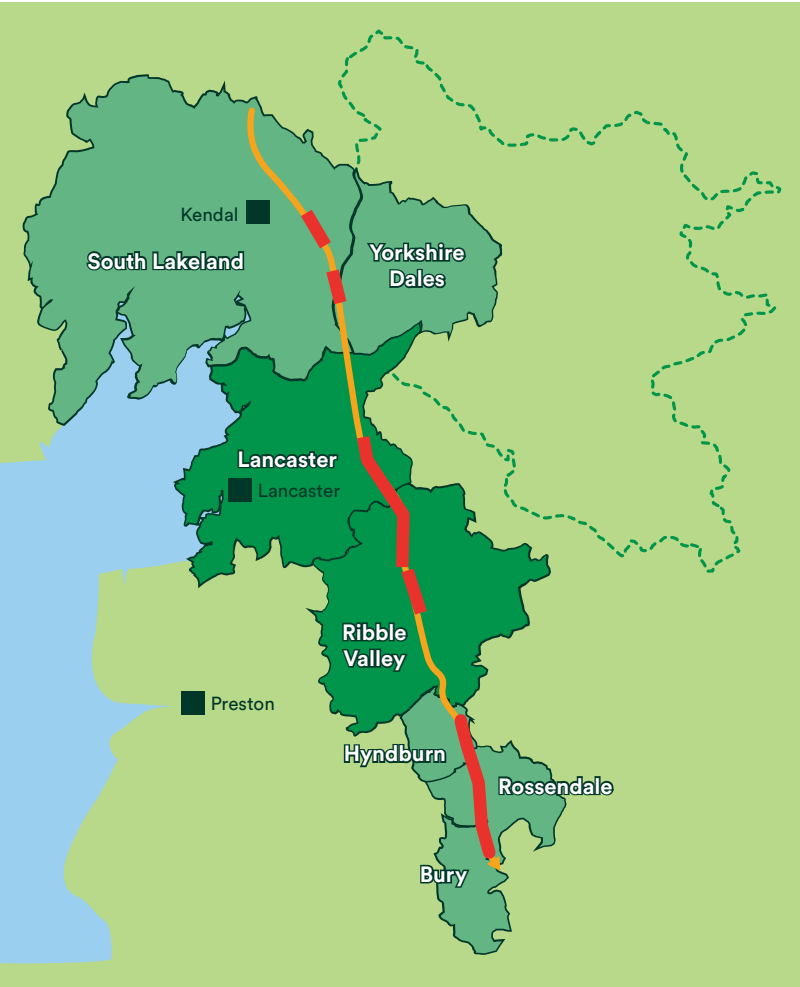 Kendal
South Lakeland
Yorkshire
Dales
Lancaster
Lancaster
Ribble
Valley
Preston
Hyndburn
Rossendale
Bury